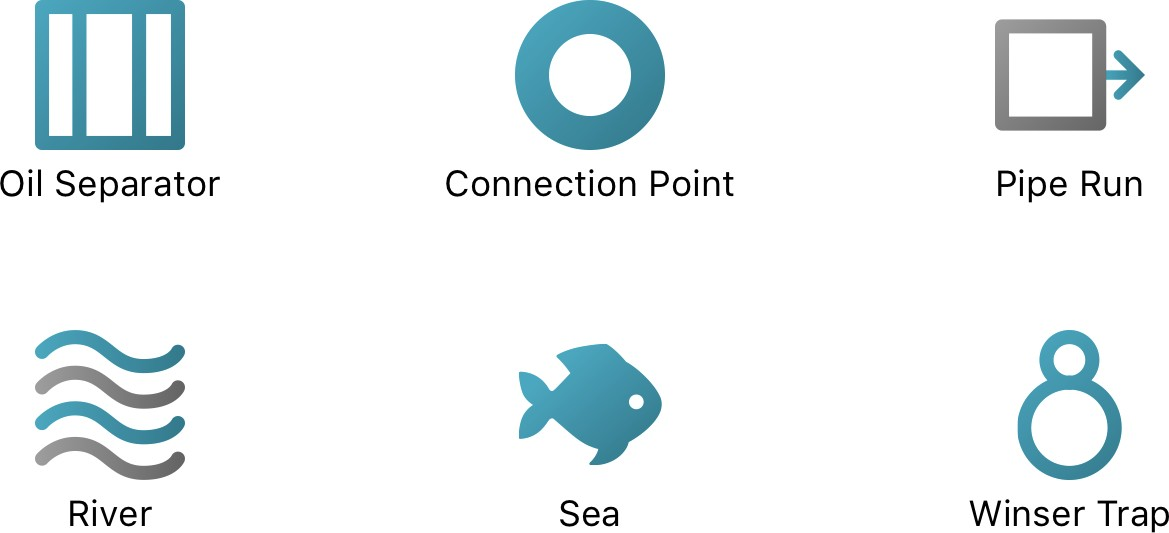 Oil Separator
Connection Point
Pipe Run
River
Sea
Winser Trap